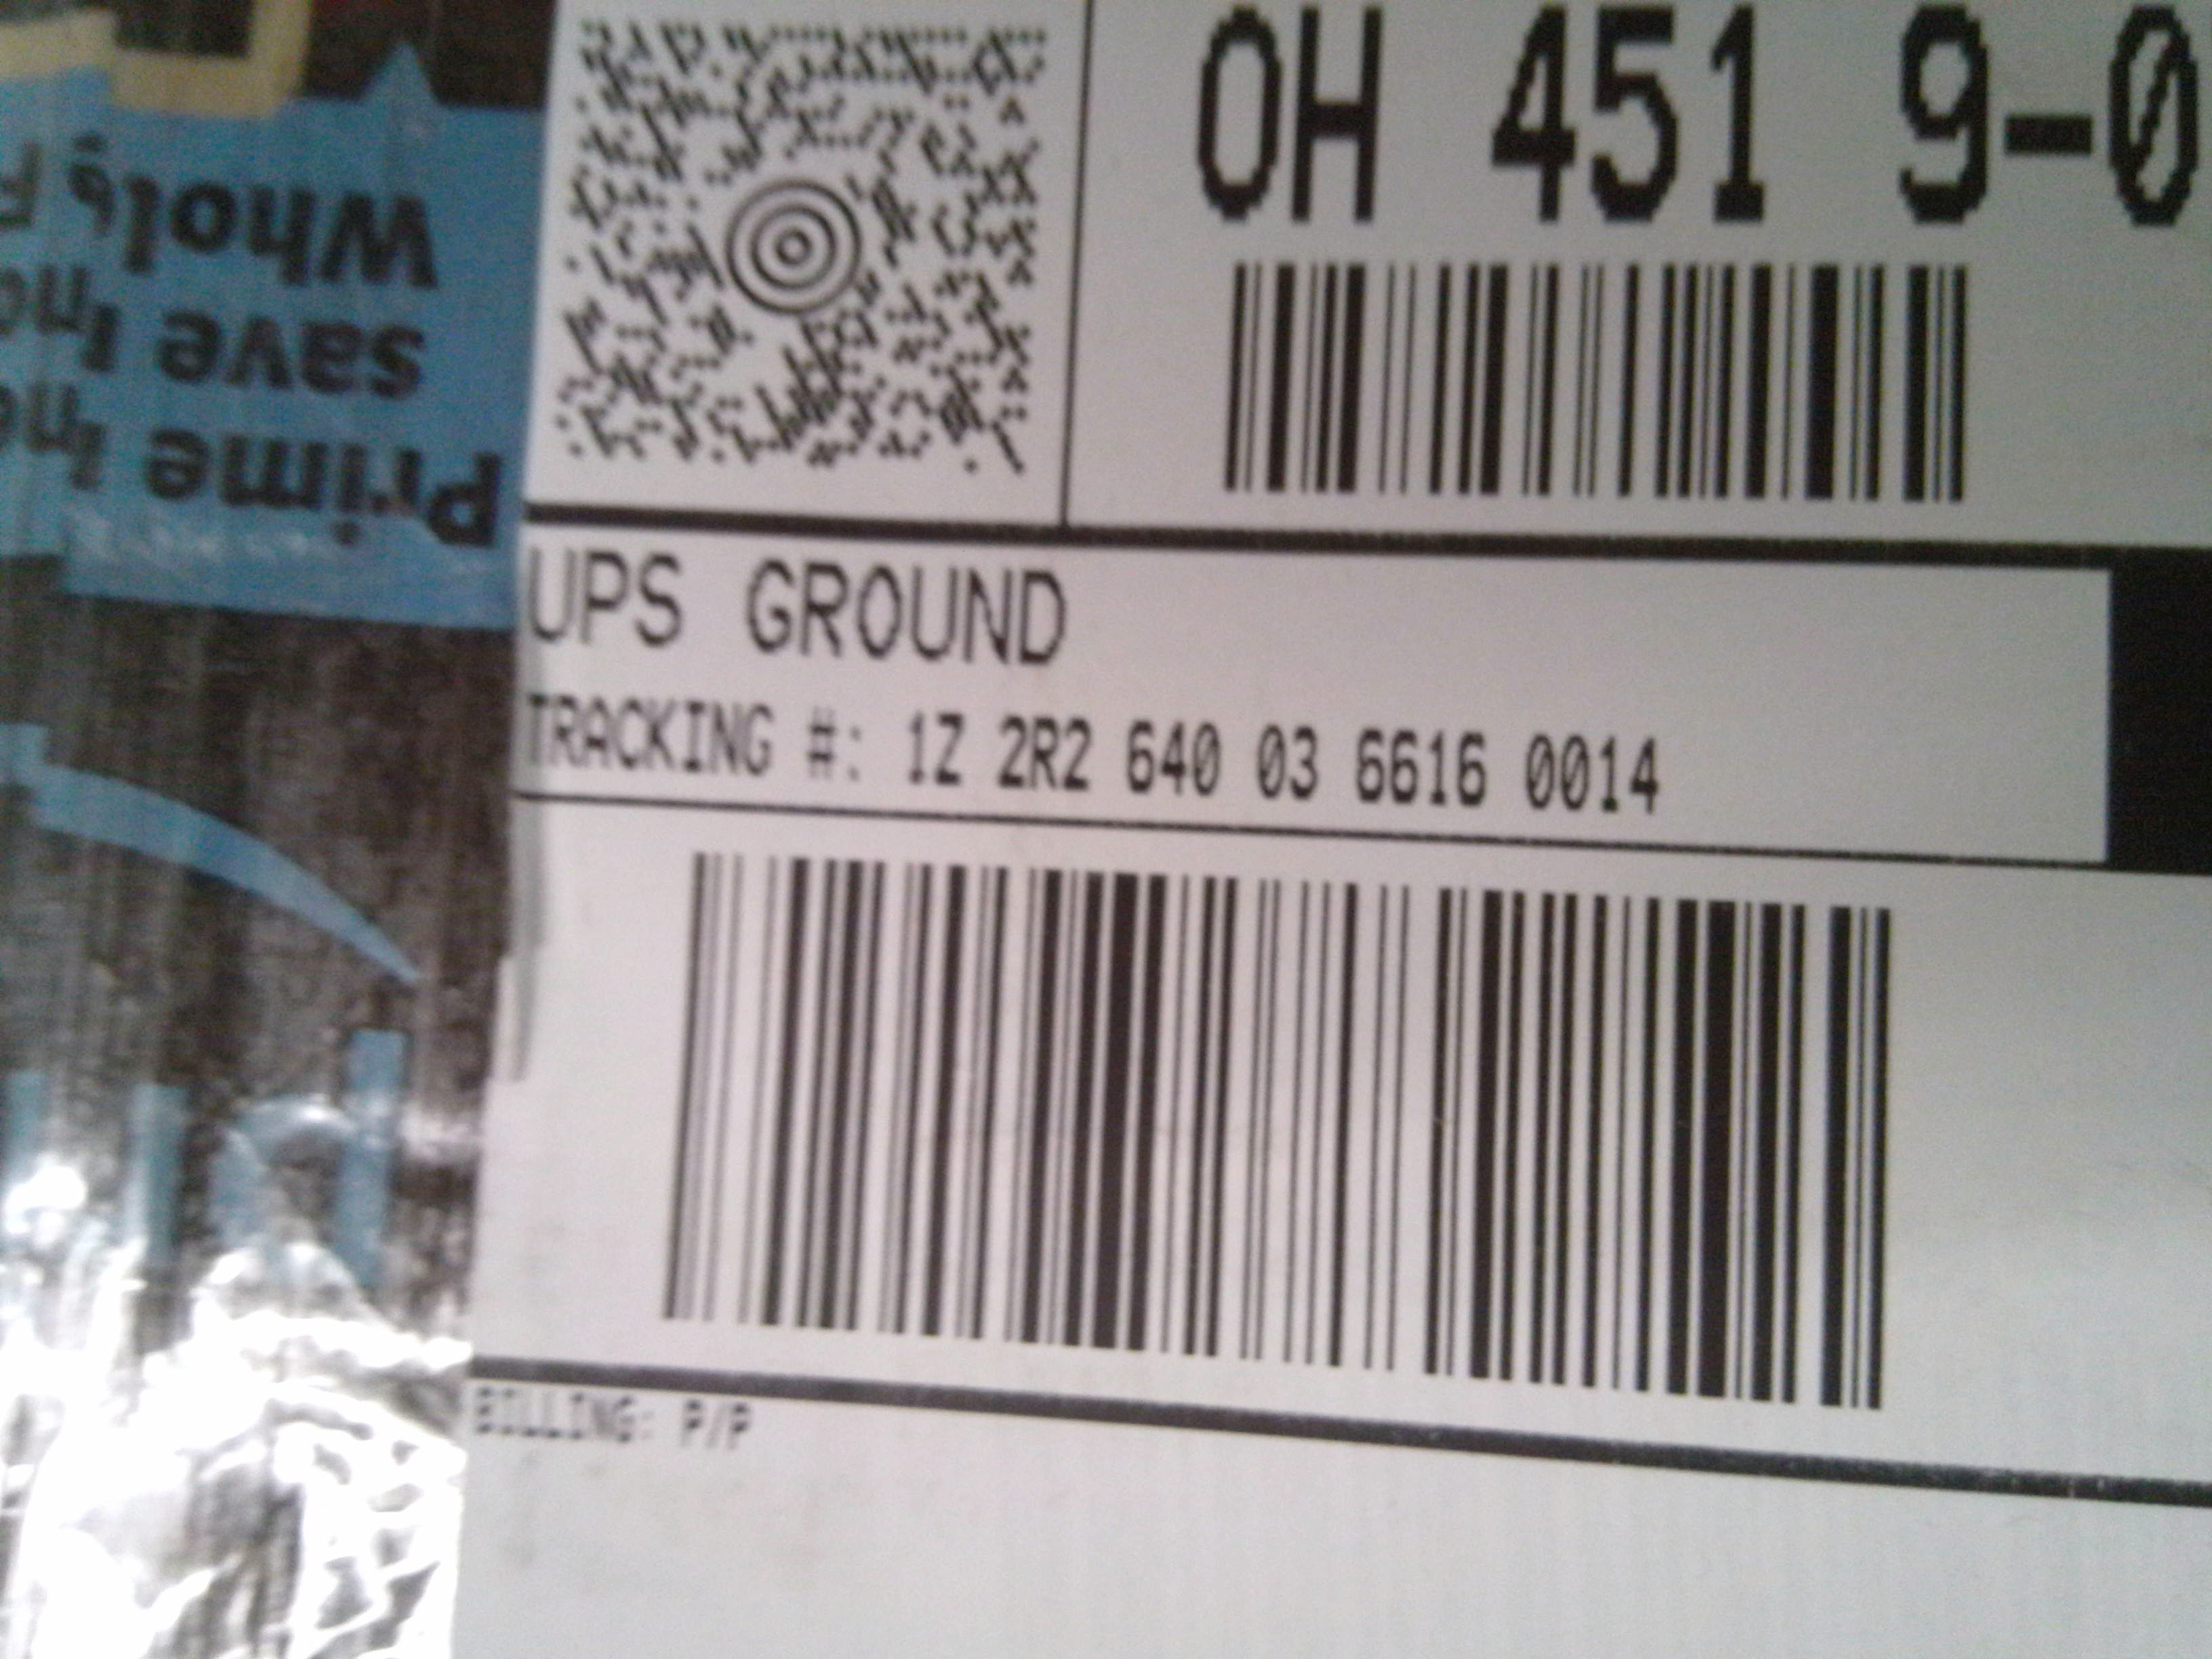 OH 451 9-0
UPS GROUND
TRACKING #: 1Z 2R2 640 03 6616 0014
BILLING: P/P
Prime
save
Whole